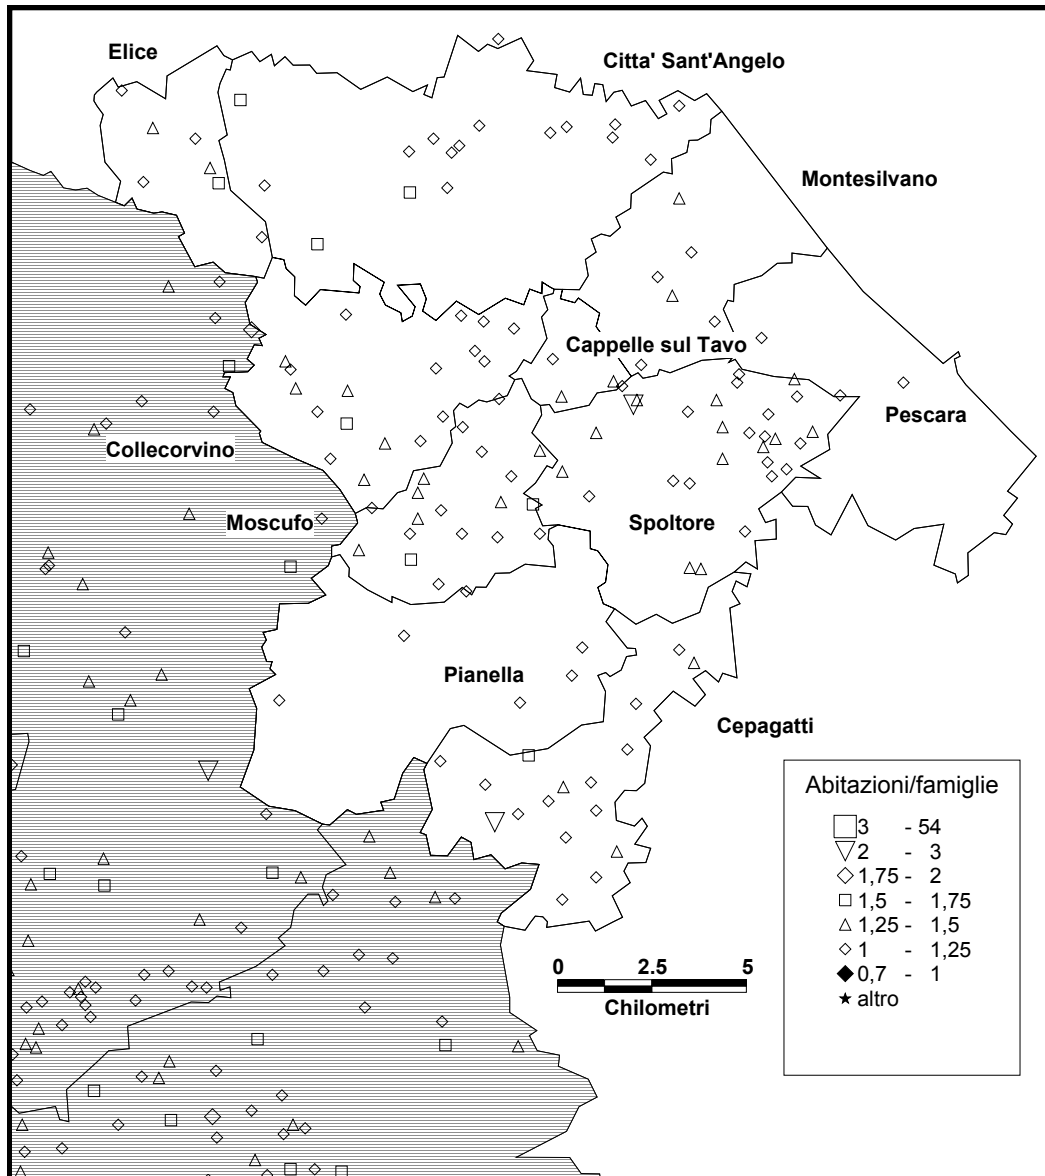 Elice
Citta' Sant'Angelo
Montesilvano
Cappelle sul Tavo
Pescara
Collecorvino
Moscufo
Spoltore
Pianella
Cepagatti
Abitazioni/famiglie
3 - 54
2 - 3
1,75 - 2
1,5 - 1,75
1,25 - 1,5
1 - 1,25
0,7 - 1
altro
0 2.5 5
Chilometri